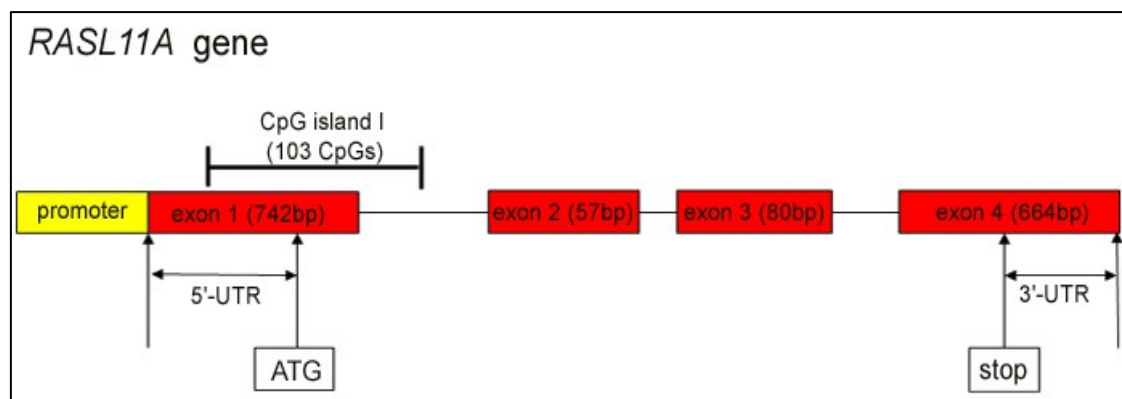 RASL11A gene
CpG island I
(103 CpGs)
promoter
exon 1 (742bp)
exon 2 (57bp)
exon 3 (80bp)
exon 4 (664bp)
5'-UTR
3'-UTR
ATG
stop